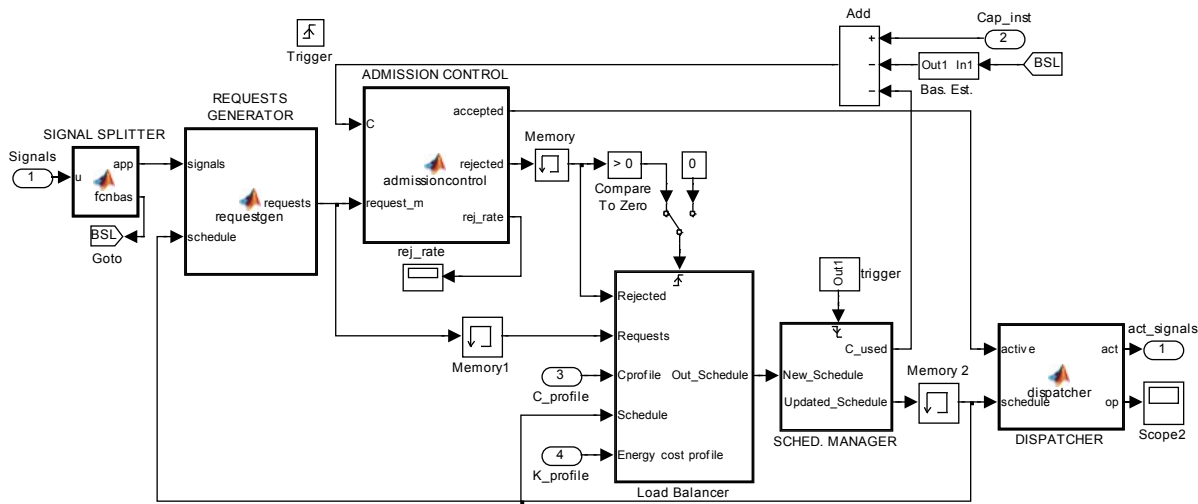 Add
Cap_inst
2
+
−
−
Out1 In1
BSL
Bas. Est.
Trigger
ADMISSION CONTROL
C
request_m
admissioncontrol
accepted
rejected
rej_rate
rej_rate
REQUESTS
GENERATOR
signals
schedule
requestgen
requests
SIGNAL SPLITTER
Signals
1
u
app
fcnbas
BSL
Goto
Memory
> 0
Compare
To Zero
0
Memory1
Rejected
Requests
Cprofile
Schedule
Energy cost profile
Out_Schedule
Load Balancer
3
C_profile
4
K_profile
Out1
trigger
C_used
New_Schedule
Updated_Schedule
SCHED. MANAGER
Memory 2
active
schedule
dispatcher
act
op
DISPATCHER
act_signals
1
Scope2